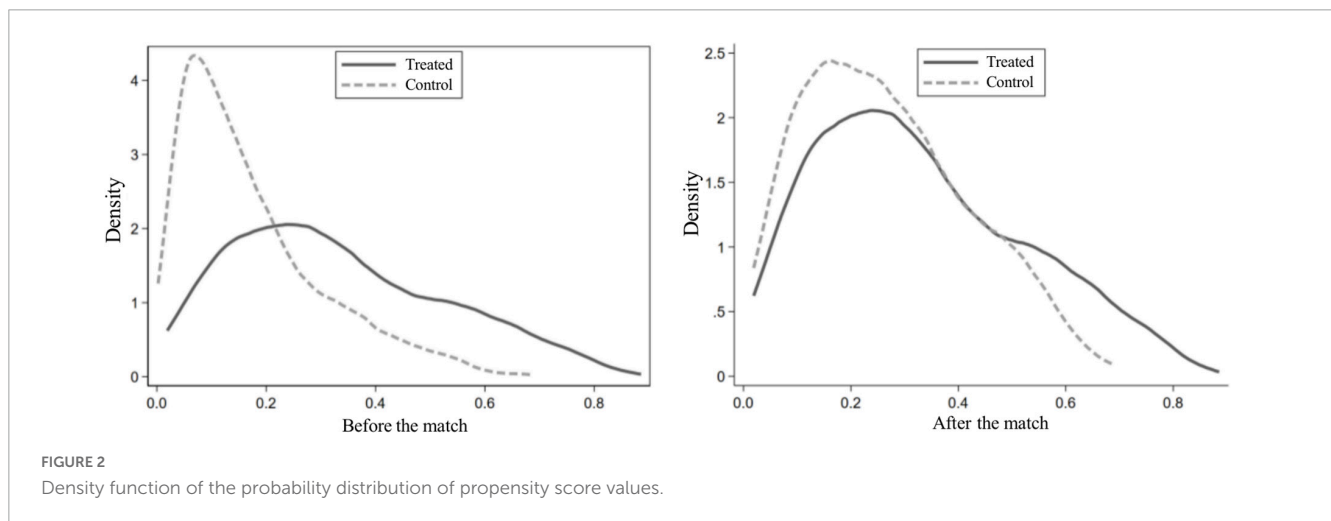 Treated
Control
Density
4
3
2
1
0
0.0 0.2 0.4 0.6 0.8
Before the match
Treated
Control
Density
2.5
2
1.5
1
.5
0
0.0 0.2 0.4 0.6 0.8
After the match
FIGURE 2
Density function of the probability distribution of propensity score values.